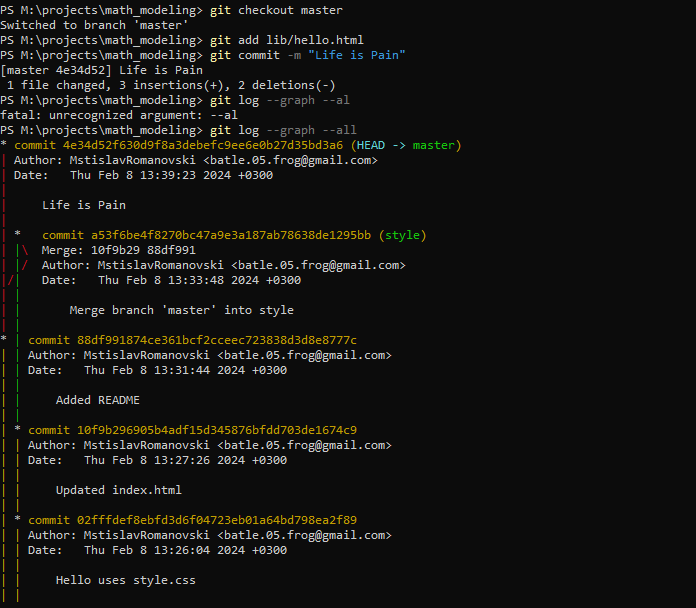 PS M:\projects\math_modeling> git checkout master
Switched to branch 'master'
PS M:\projects\math_modeling> git add lib/hello.html
PS M:\projects\math_modeling> git commit -m "Life is Pain"
[master 4e34d52] Life is Pain
 1 file changed, 3 insertions(+), 2 deletions(-)
PS M:\projects\math_modeling> git log --graph --al
fatal: unrecognized argument: --al
PS M:\projects\math_modeling> git log --graph --all
* commit 4e34d52f630d9f8a3debefc9ee6e0b27d35bd3a6 (HEAD -> master)
| Author: MstislavRomanovski <batle.05.frog@gmail.com>
| Date:   Thu Feb 8 13:39:23 2024 +0300
|
|     Life is Pain
|
| *   commit a53f6be4f8270bc47a9e3a187ab78638de1295bb (style)
| |\  Merge: 10f9b29 88df991
| |/  Author: MstislavRomanovski <batle.05.frog@gmail.com>
|/|   Date:   Thu Feb 8 13:33:48 2024 +0300
| |
| |       Merge branch 'master' into style
| |
* | commit 88df991874ce361bcf2cceec723838d3d8e8777c
| | Author: MstislavRomanovski <batle.05.frog@gmail.com>
| | Date:   Thu Feb 8 13:31:44 2024 +0300
| |
| |     Added README
| |
| * commit 10f9b296905b4adf15d345876bfdd703de1674c9
| | Author: MstislavRomanovski <batle.05.frog@gmail.com>
| | Date:   Thu Feb 8 13:27:26 2024 +0300
| |
| |     Updated index.html
| |
| * commit 02fffdef8ebfd3d6f04723eb01a64bd798ea2f89
| | Author: MstislavRomanovski <batle.05.frog@gmail.com>
| | Date:   Thu Feb 8 13:26:04 2024 +0300
| |
| |     Hello uses style.css
| |